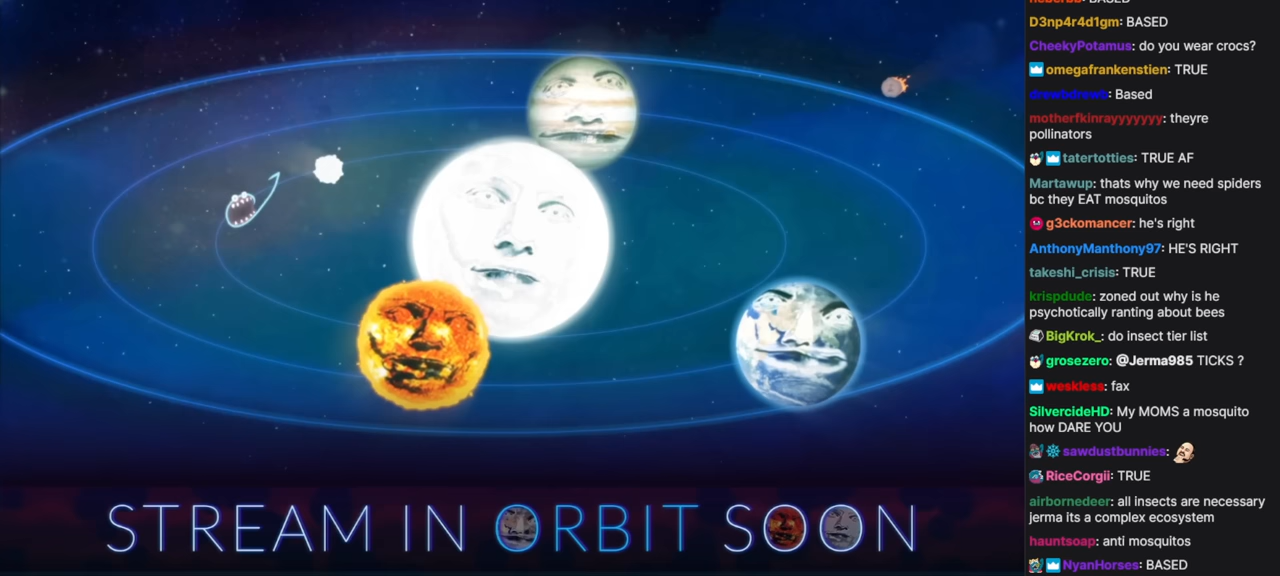 STREAM IN ORBIT SOON
D3np4r4d1gm: BASED
CheekyPotamus: do you wear crocs?
omegafrankenstien: TRUE
drewbdrewb: Based
motherfkinrayyyyyyy: theyre
pollinators
tatertotties: TRUE AF
Martawup: thats why we need spiders
bc they EAT mosquitos
g3ckomancer: he's right
AnthonyManthony97: HE'S RIGHT
takeshi_crisis: TRUE
krispdude: zoned out why is he
psychotically ranting about bees
BigKrok_: do insect tier list
grosezero: @Jerma985 TICKS ?
weskless: fax
SilvercideHD: My MOMS a mosquito
how DARE YOU
sawdustbunnies:
RiceCorgii: TRUE
airbornedeer: all insects are necessary
jerma its a complex ecosystem
hauntsoap: anti mosquitos
NyanHorses: BASED